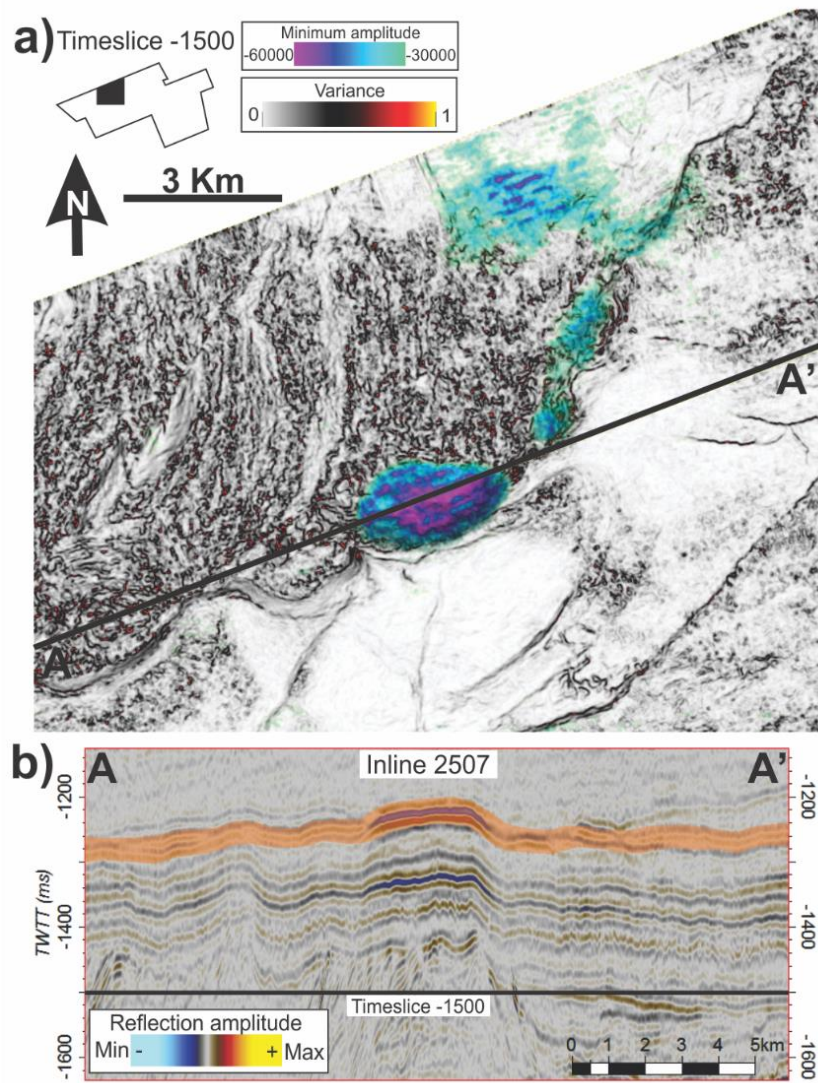 a) Timeslice -1500
Minimum amplitude
-60000 -30000
Variance
0 1
N
3 Km
A'
A
b) A Inline 2507 A'
-1200 -1200
-1400 -1400
TWTT (ms)
Timeslice -1500
Reflection amplitude
Min - + Max
0 1 2 3 4 5km
-1600 -1600